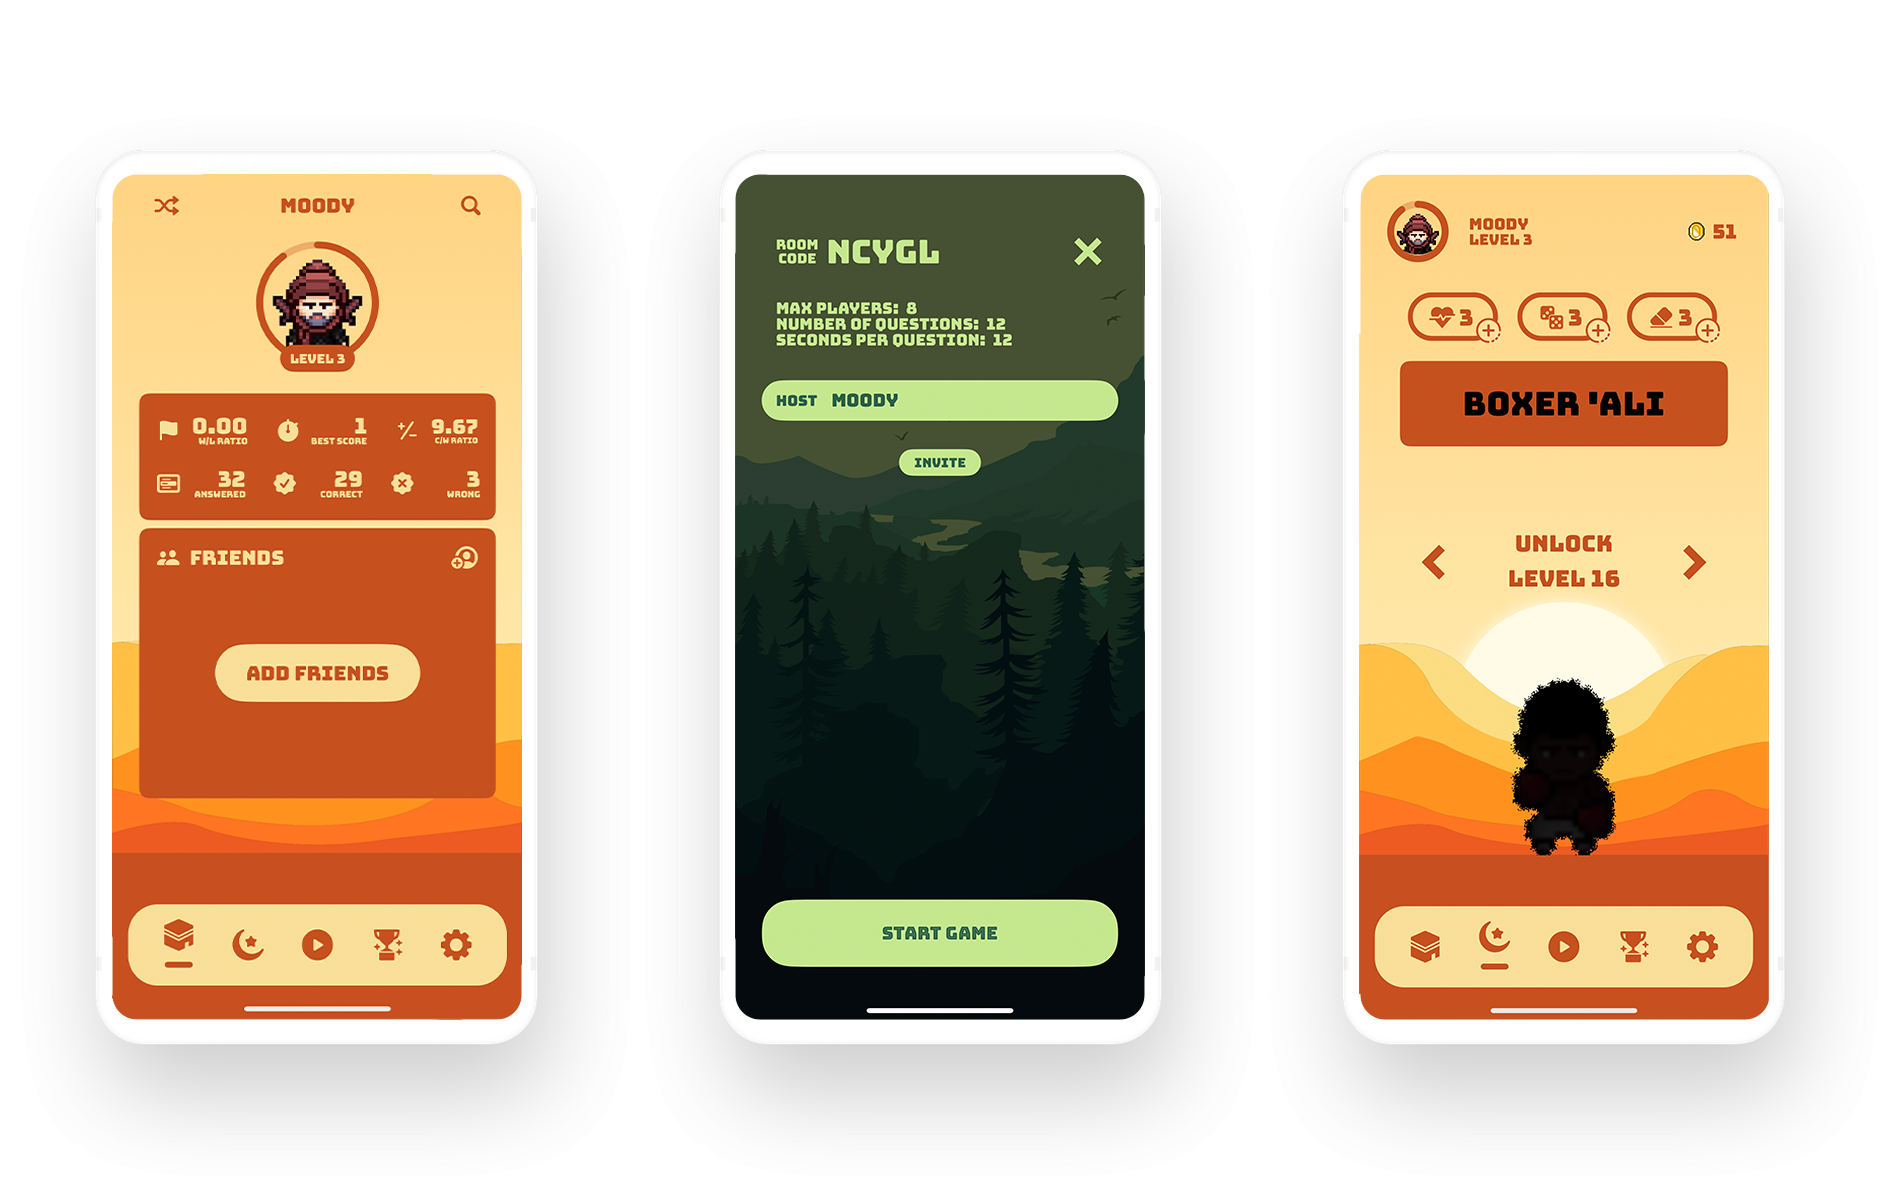 MOODY
LEVEL 3
0.00
W/L RATIO
1
BEST SCORE
9.67
C/W RATIO
32
ANSWERED
29
CORRECT
3
WRONG
FRIENDS
ADD FRIENDS
ROOM
CODE
NCYGL
MAX PLAYERS: 8
NUMBER OF QUESTIONS: 12
SECONDS PER QUESTION: 12
HOST MOODY
INVITE
START GAME
MOODY
LEVEL 3
51
3
3
3
BOXER 'ALI
UNLOCK
LEVEL 16